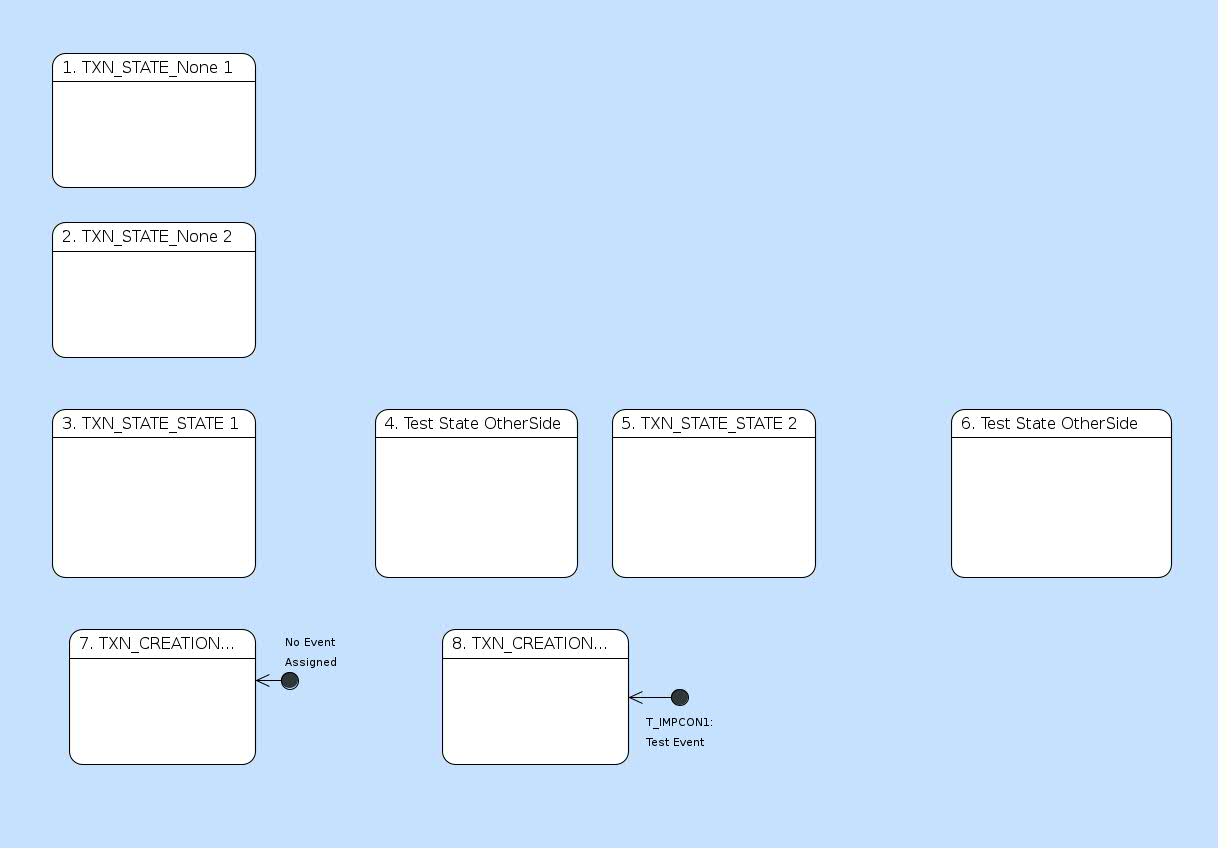 1. TXN_STATE_None 1
2. TXN_STATE_None 2
3. TXN_STATE_STATE 1
4. Test State OtherSide
5. TXN_STATE_STATE 2
6. Test State OtherSide
7. TXN_CREATION...
No Event
Assigned
8. TXN_CREATION...
T_IMPCON1:
Test Event